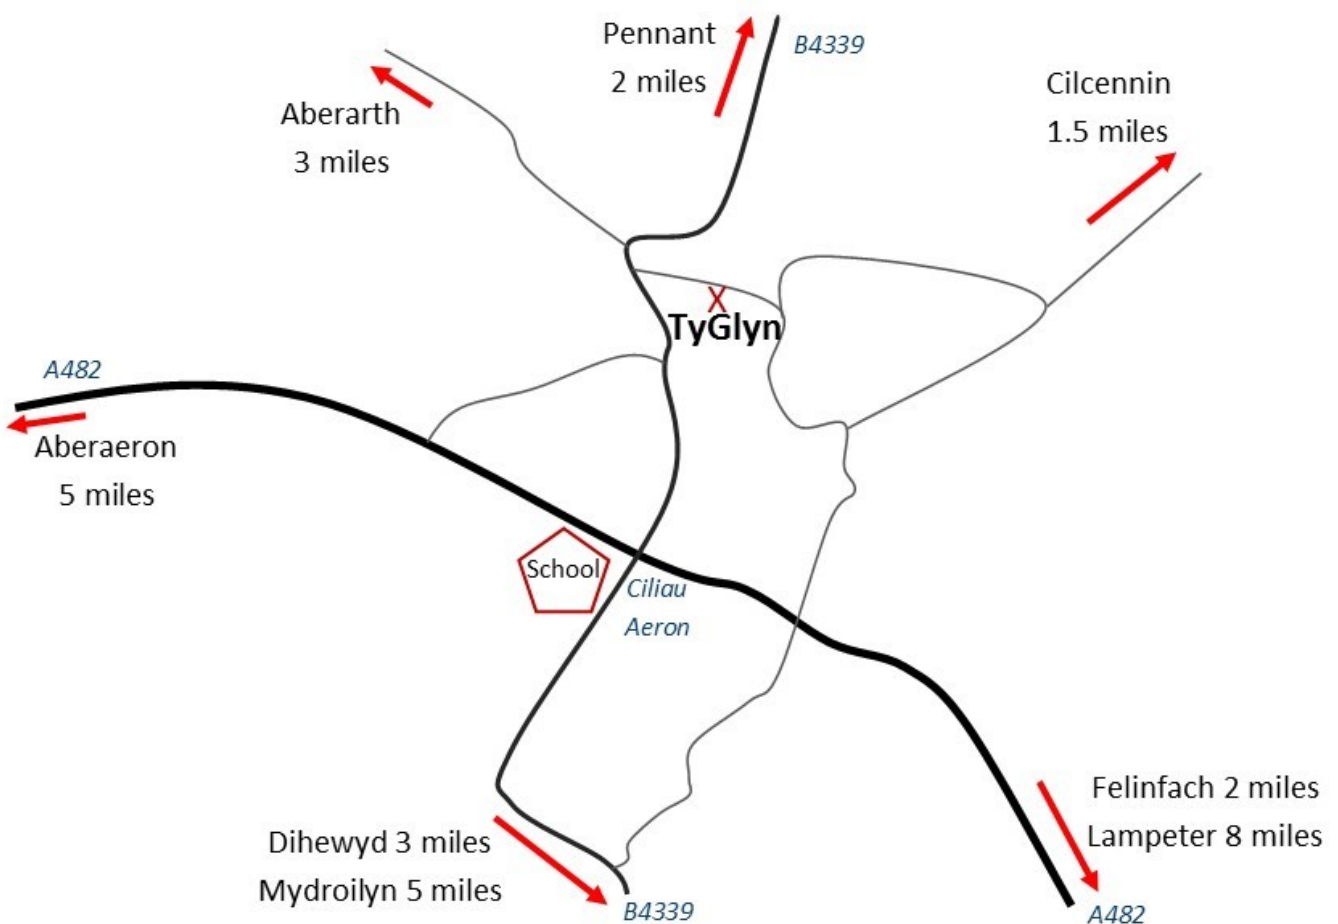 Pennant
2 miles
B4339
Aberarth
3 miles
Cilcennin
1.5 miles
X
TyGlyn
A482
Aberaeron
5 miles
School
Ciliau
Aeron
Felinfach 2 miles
Lampeter 8 miles
Dihewyd 3 miles
Mydroilyn 5 miles
B4339
A482